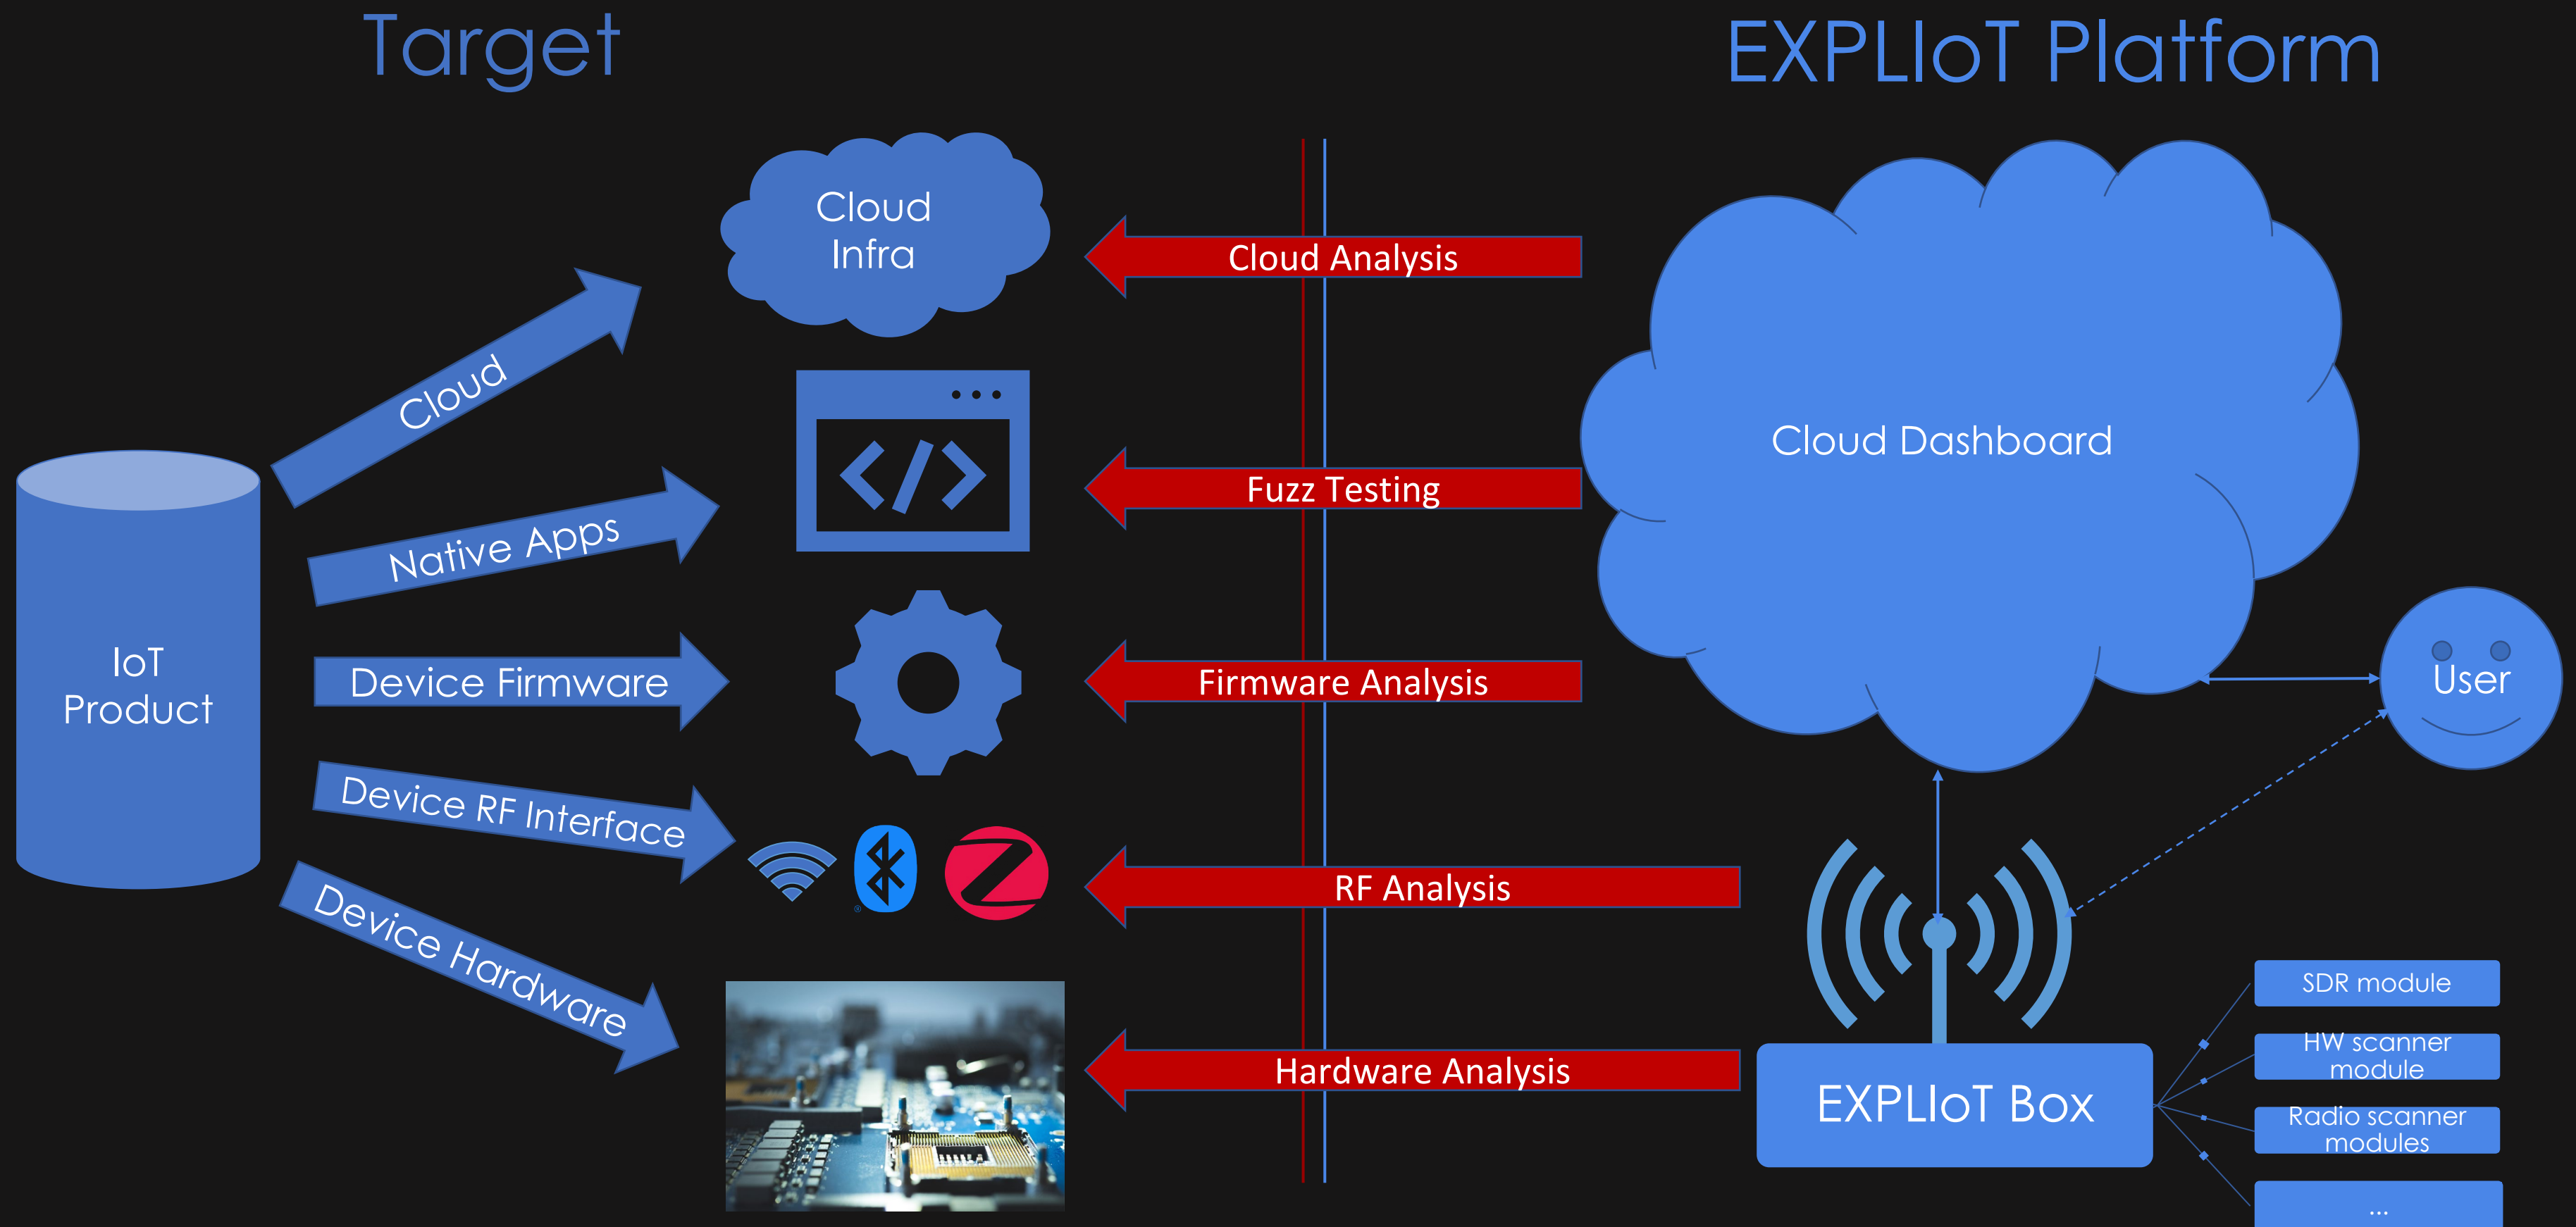 Target
EXPLIoT Platform
Cloud
Infra
Cloud Analysis
Cloud
Cloud Dashboard
Fuzz Testing
Native Apps
IoT
Product
Device Firmware
Firmware Analysis
User
Device RF Interface
RF Analysis
Device Hardware
®
Hardware Analysis
EXPLIoT Box
SDR module
HW scanner
module
Radio scanner
modules
...